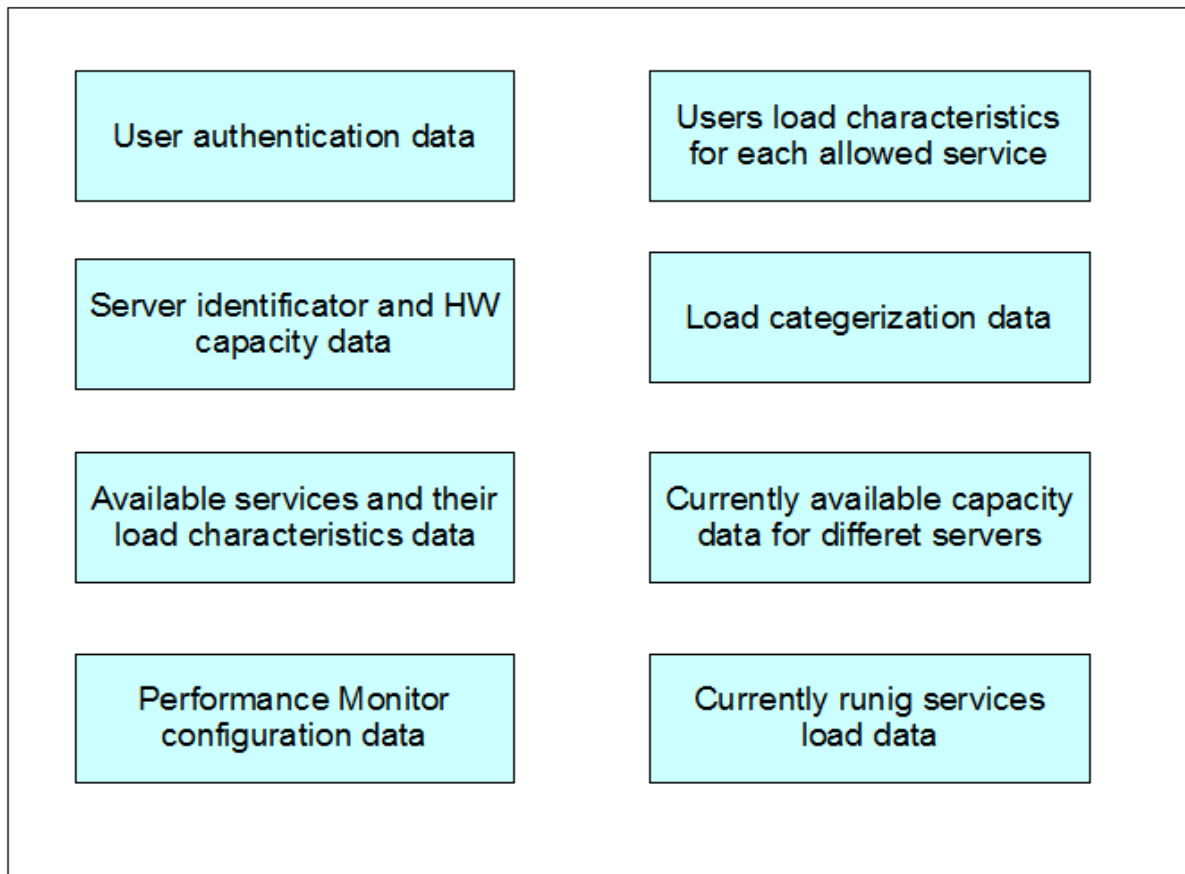 User authentication data
Users load characteristics
for each allowed service
Server identificator and HW
capacity data
Load categerization data
Available services and their
load characteristics data
Currently available capacity
data for differet servers
Performance Monitor
configuration data
Currently runig services
load data